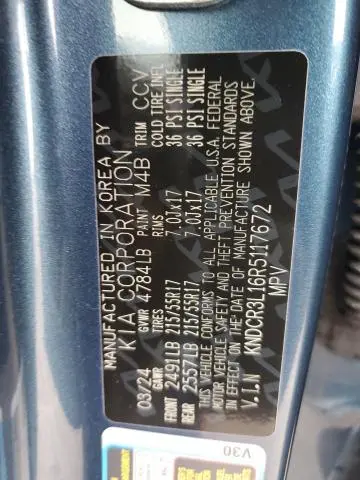 MANUFACTURED IN KOREA BY
KIA CORPORATION
03/24 GVWR 4784LB PAINT M4B TRIM CCV
TIRES RIMS COLD TIRE INFL
FRONT 2491LB 215/55R17 7.0Jx17 36 PSI SINGLE
REAR 2557LB 215/55R17 7.0Jx17 36 PSI SINGLE
THIS VEHICLE CONFORMS TO ALL APPLICABLE U.S.A. FEDERAL
MOTOR VEHICLE SAFETY AND THEFT PREVENTION STANDARDS
IN EFFECT ON THE DATE OF MANUFACTURE SHOWN ABOVE.
V.I.N KNDCR3L16R5117672
MPV
V30